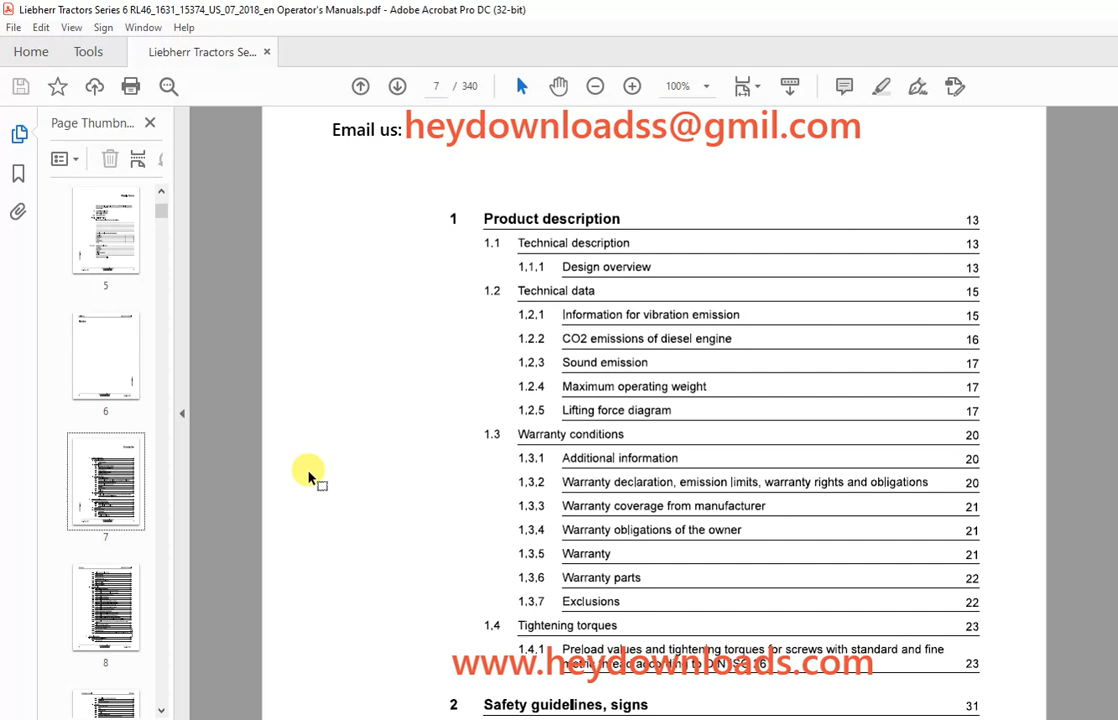 Liebherr Tractors Series 6 RL46_1631_15374_US_07_2018_en Operator's Manuals.pdf - Adobe Acrobat Pro DC (32-bit)
File Edit View Sign Window Help
Home Tools Liebherr Tractors Se... ×
7 / 340 100%
Page Thumbn...
5
6
7
8
Email us: heydownloadss@gmil.com
1 Product description 13
1.1 Technical description 13
1.1.1 Design overview 13
1.2 Technical data 15
1.2.1 Information for vibration emission 15
1.2.2 CO2 emissions of diesel engine 16
1.2.3 Sound emission 17
1.2.4 Maximum operating weight 17
1.2.5 Lifting force diagram 17
1.3 Warranty conditions 20
1.3.1 Additional information 20
1.3.2 Warranty declaration, emission limits, warranty rights and obligations 20
1.3.3 Warranty coverage from manufacturer 21
1.3.4 Warranty obligations of the owner 21
1.3.5 Warranty 21
1.3.6 Warranty parts 22
1.3.7 Exclusions 22
1.4 Tightening torques 23
1.4.1 Preload values and tightening torques for screws with standard and fine
metric thread according to DIN ISO 23
www.heydownloads.com
2 Safety guidelines, signs 31